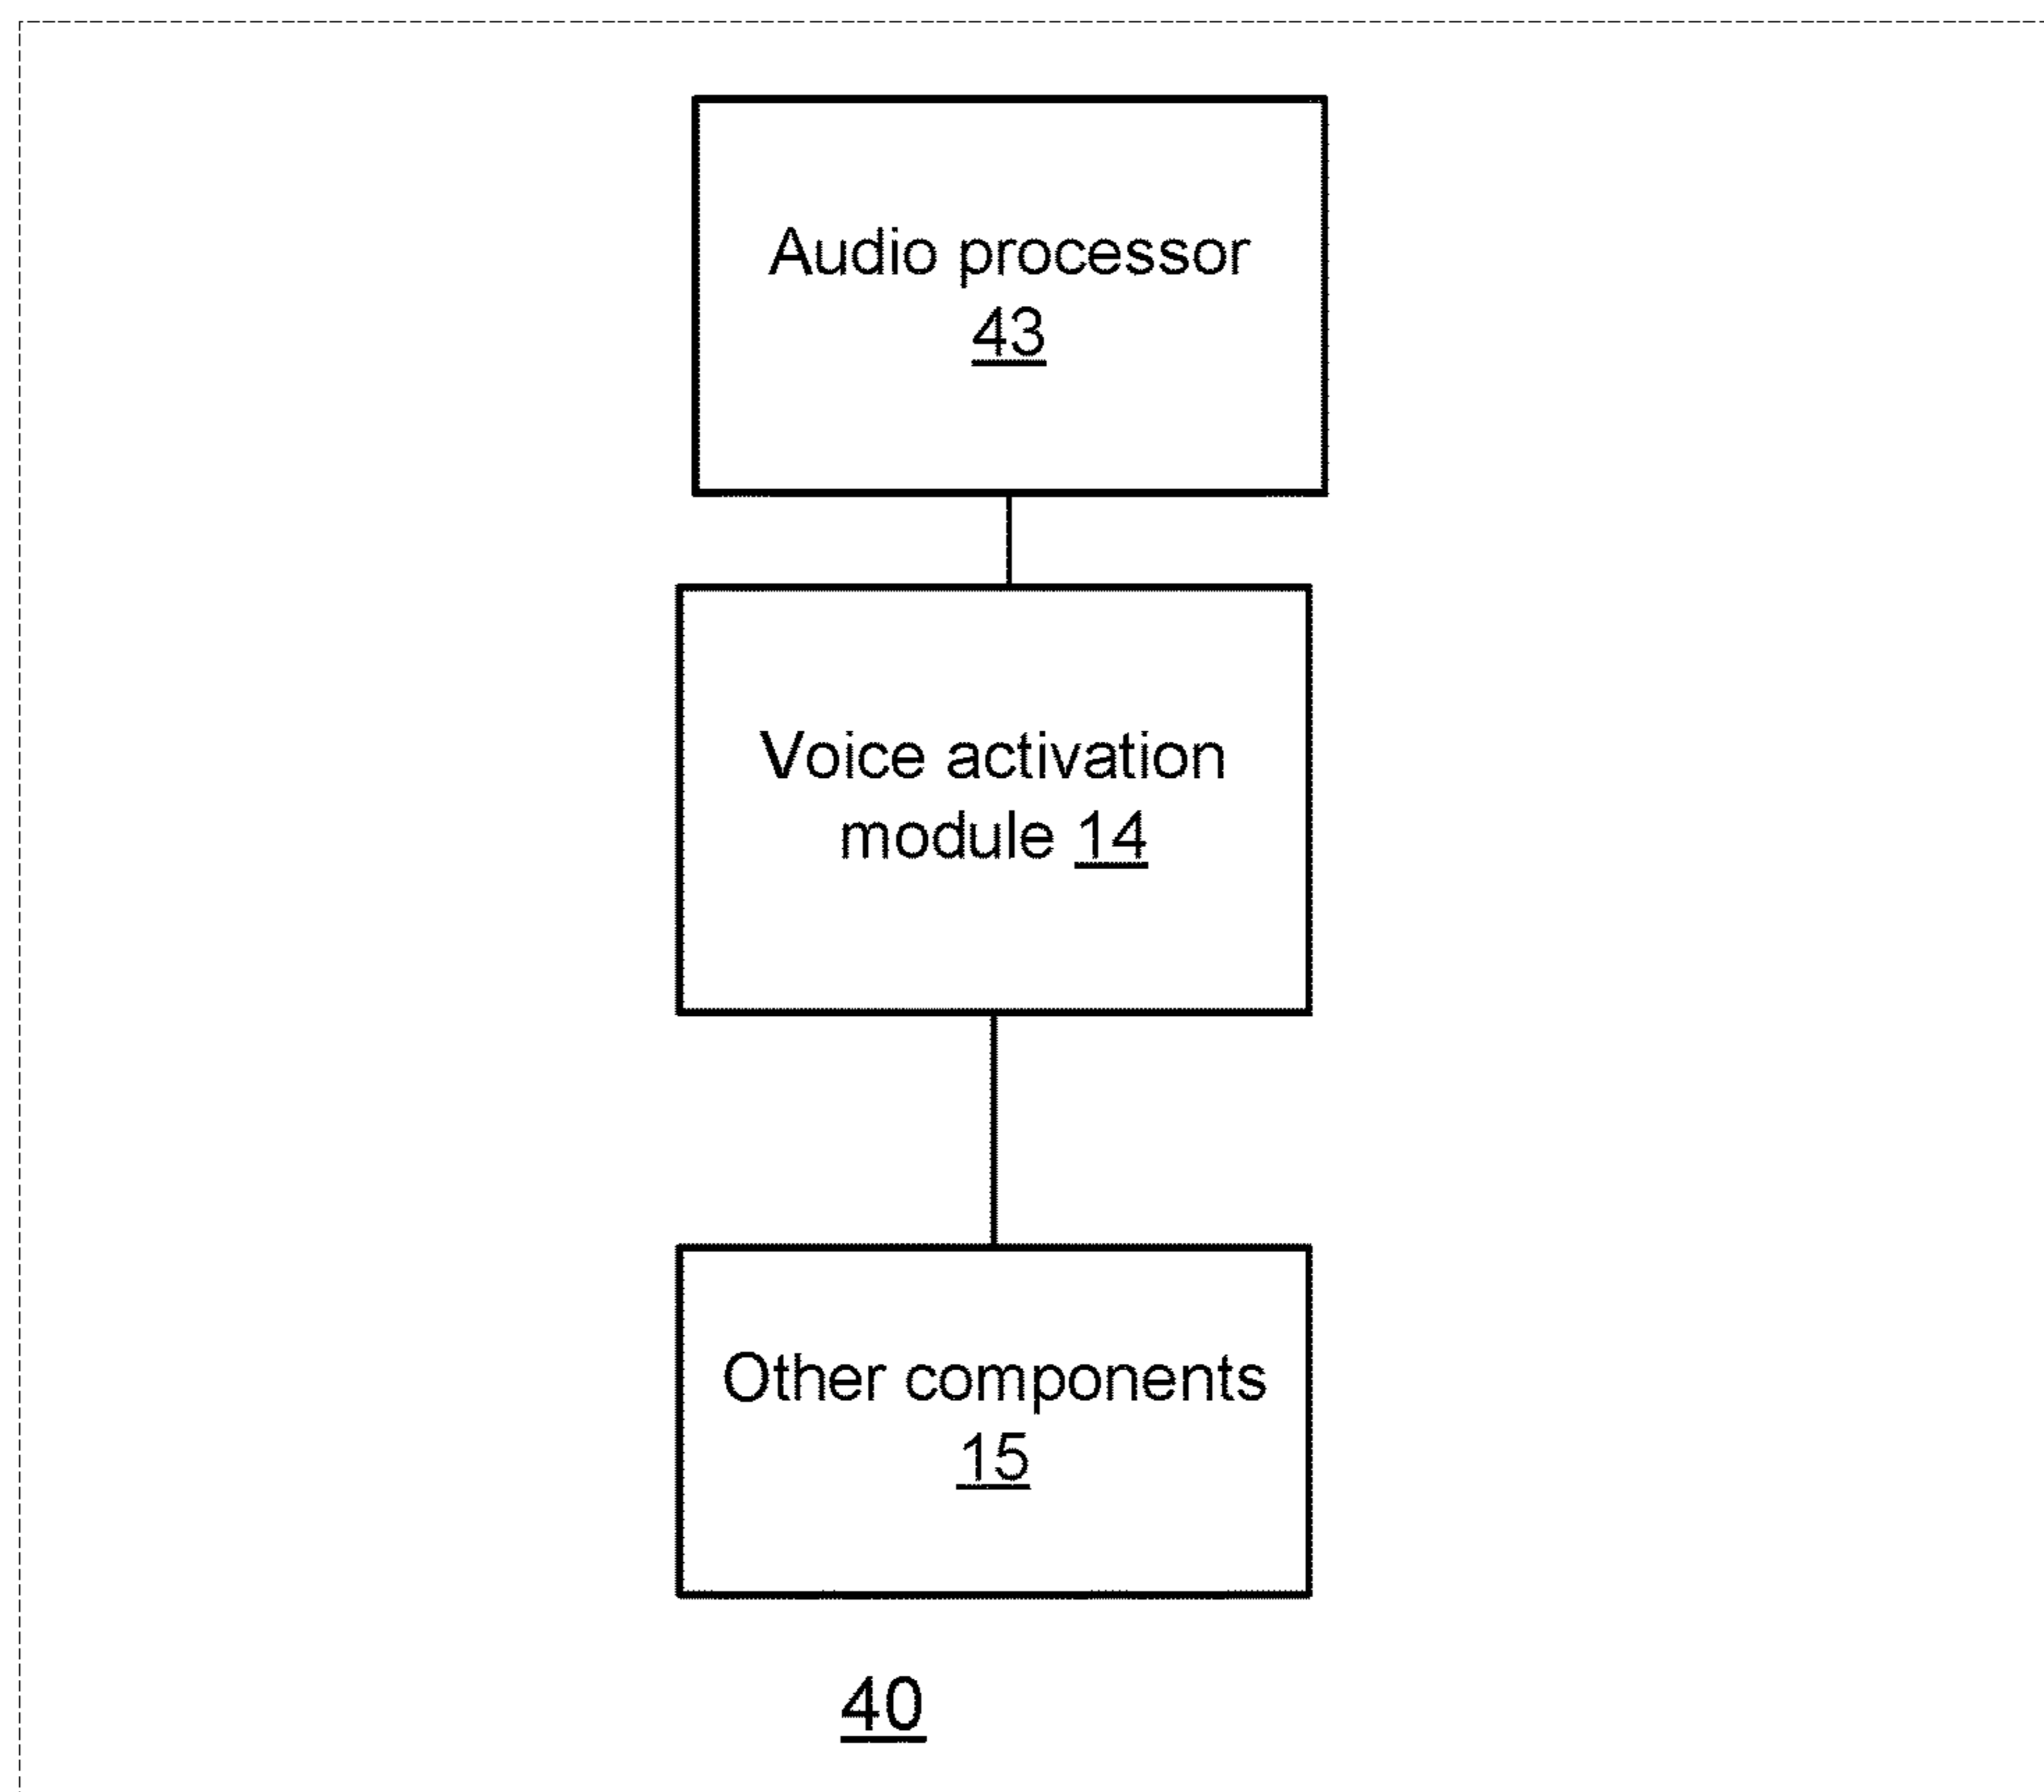 Audio processor
43
Voice activation
module 14
Other components
15
40